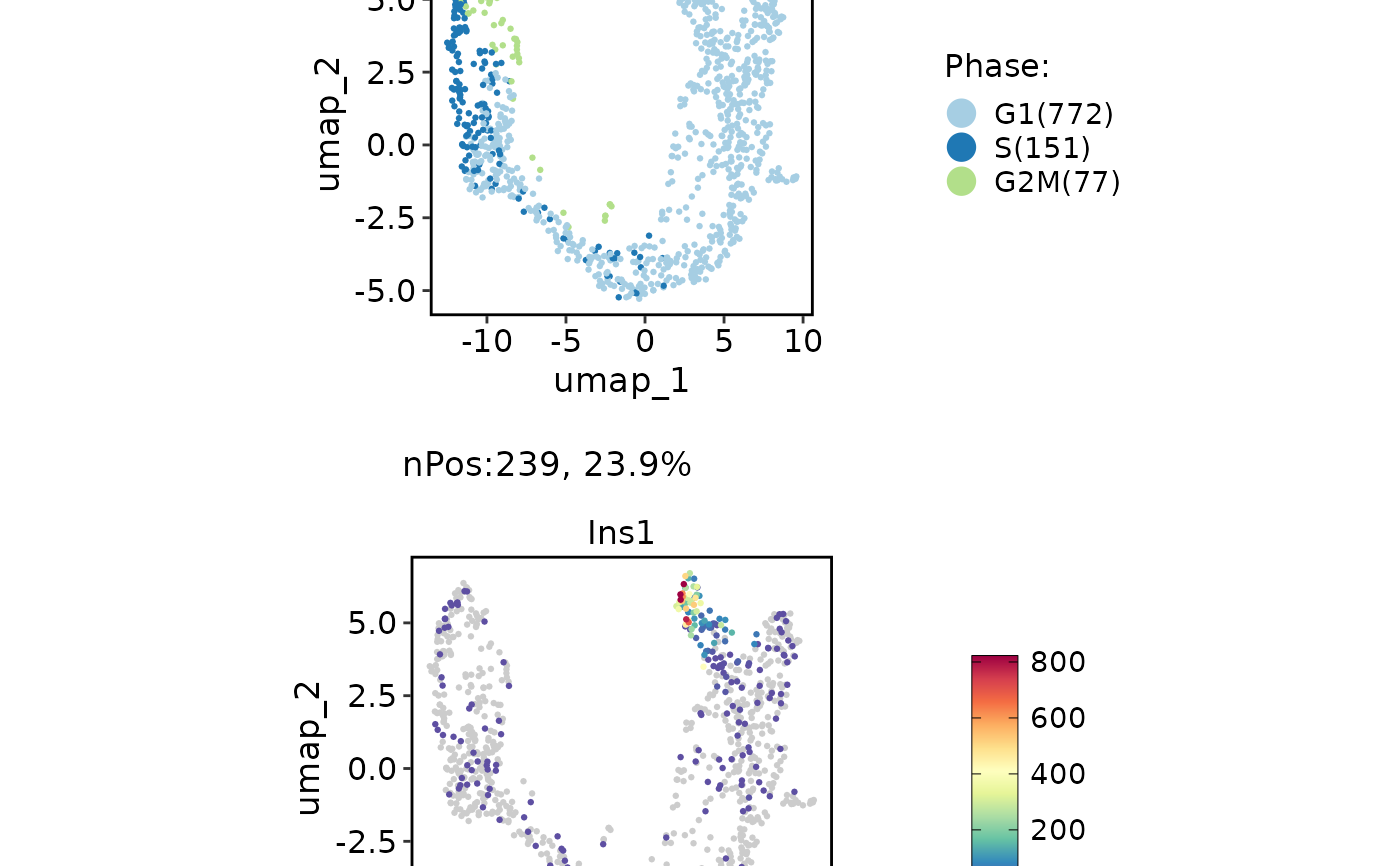 5.0
2.5
0.0
-2.5
-5.0
umap_2
-10 -5 0 5 10
umap_1
Phase:
G1(772)
S(151)
G2M(77)
nPos:239, 23.9%
Ins1
5.0
2.5
0.0
-2.5
umap_2
800
600
400
200